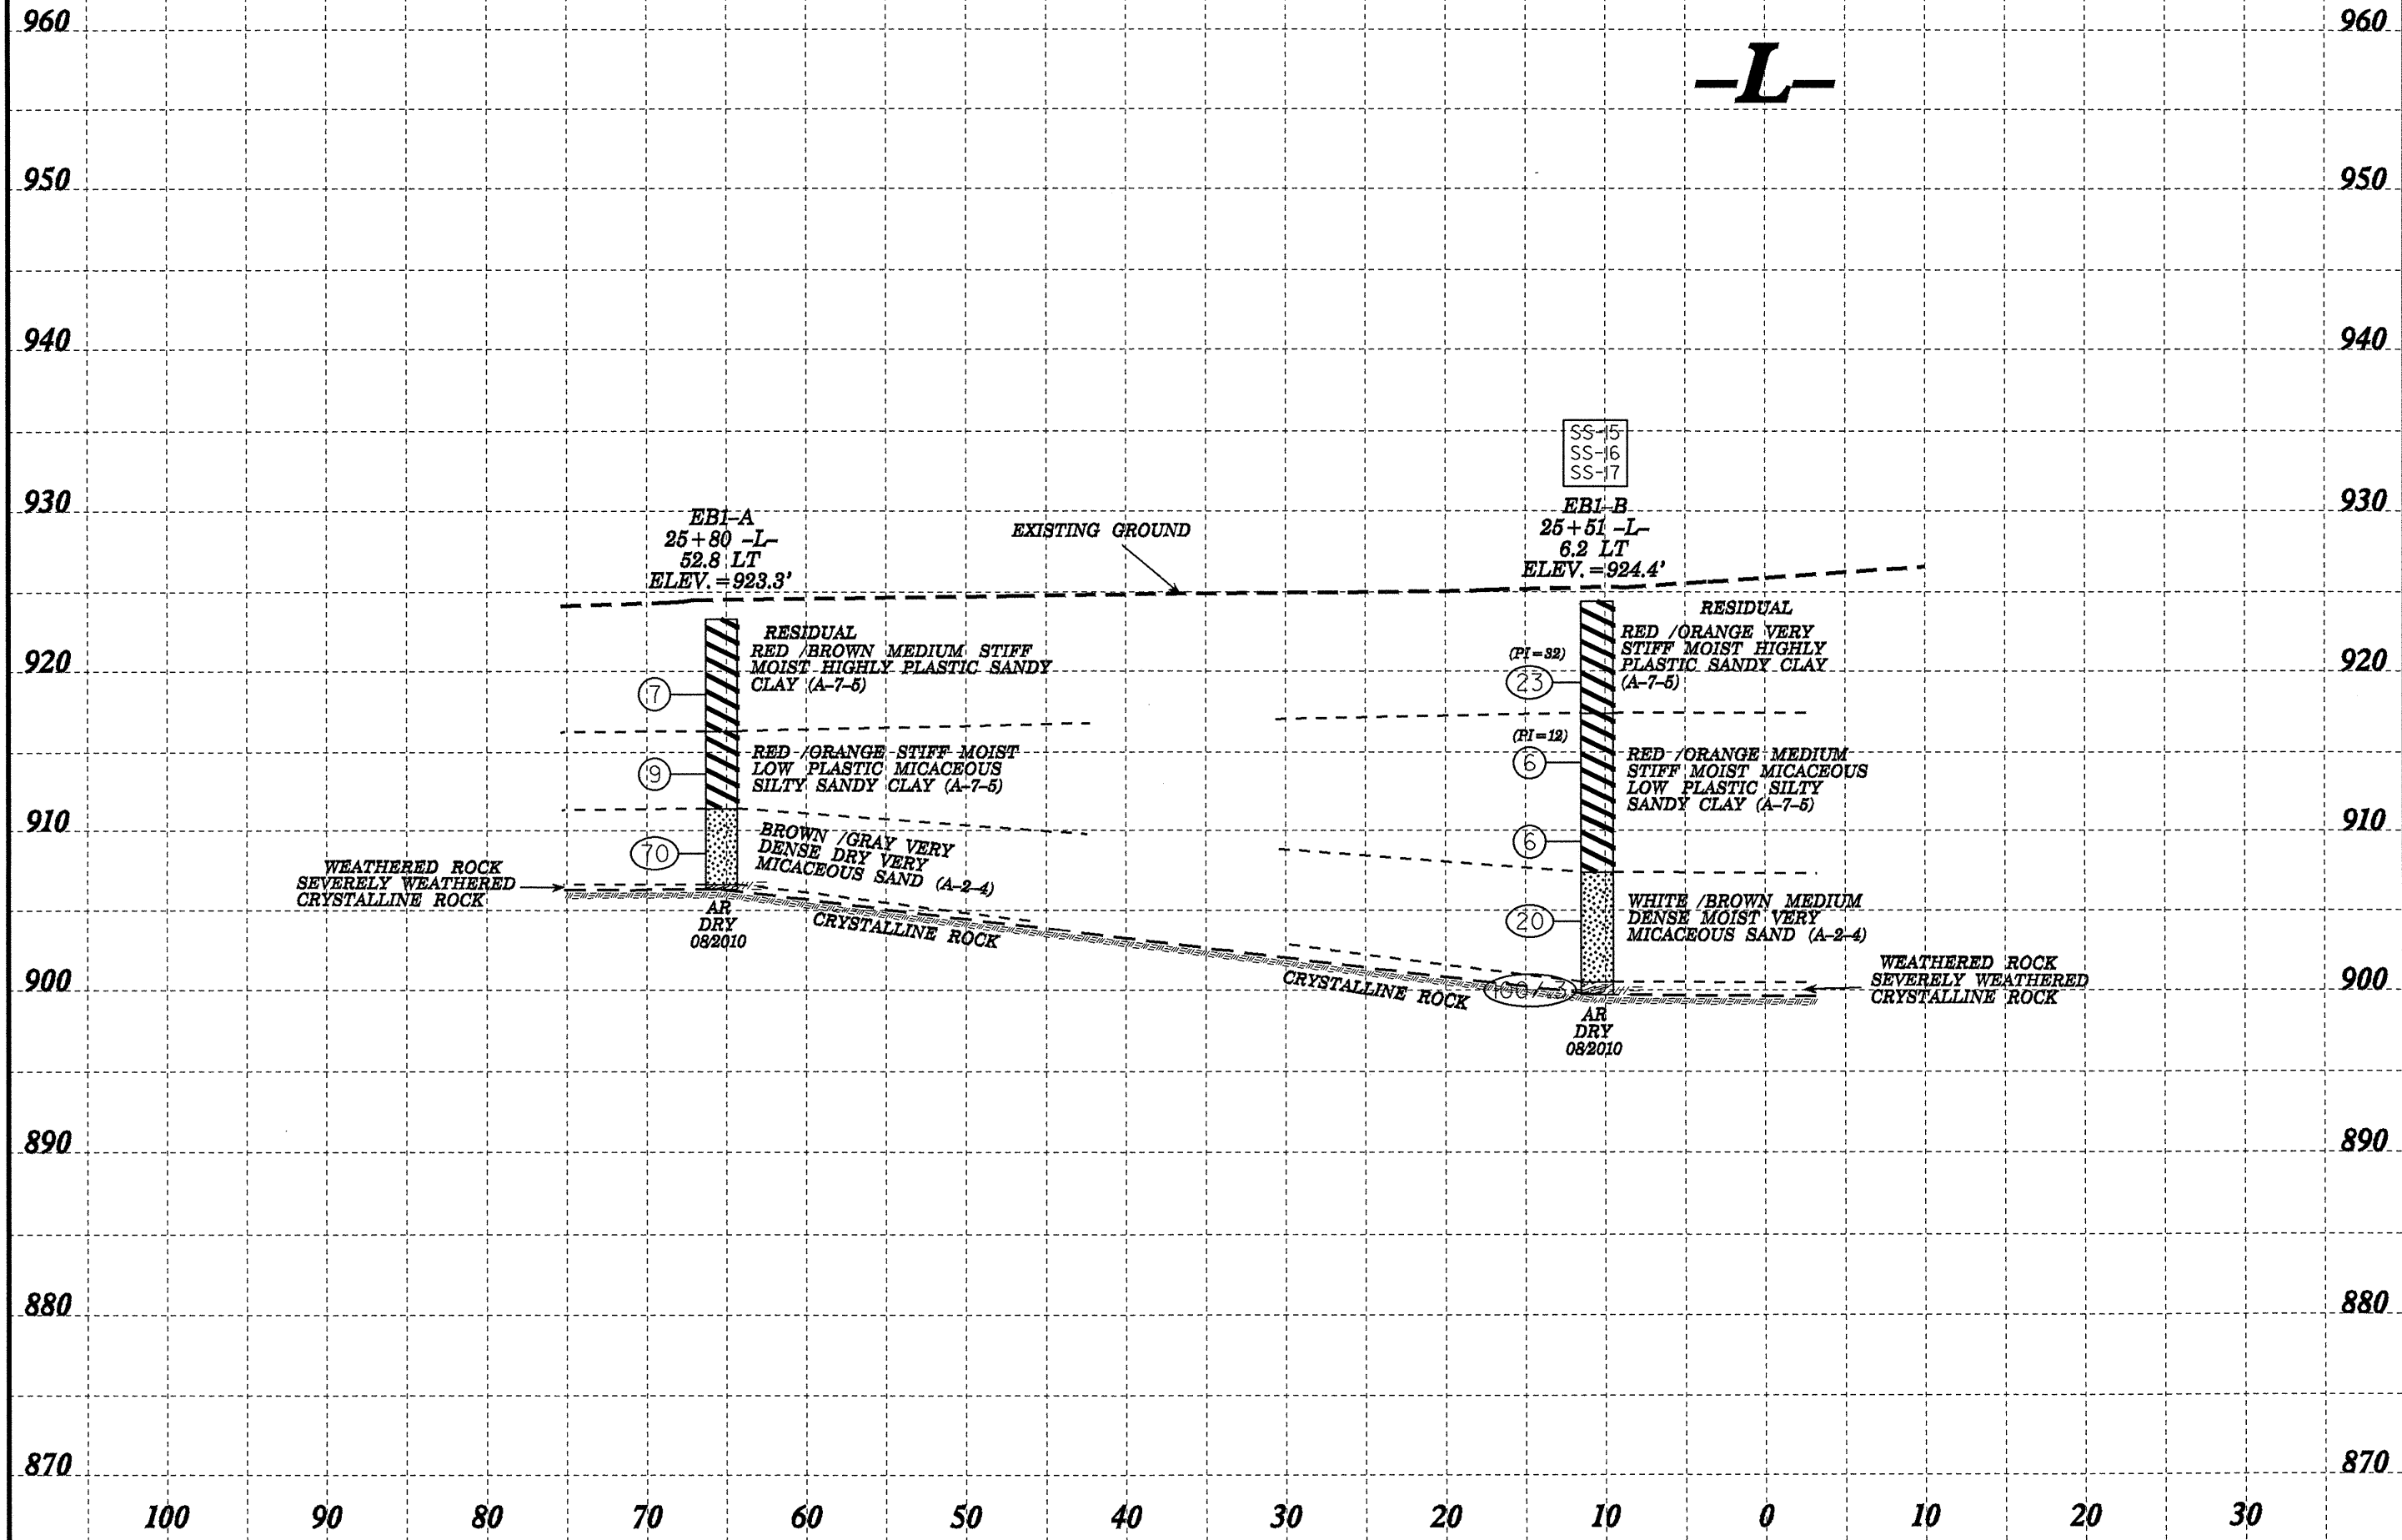 960
960
-L-
950
950
940
940
SS-15
SS-16
SS-17
930
930
EB1-A
25+80 -L-
52.8 LT
ELEV.=923.3'
EXISTING GROUND
EB1-B
25+51 -L-
6.2 LT
ELEV.=924.4'
RESIDUAL
RED /BROWN MEDIUM STIFF
MOIST HIGHLY PLASTIC SANDY
CLAY (A-7-5)
RESIDUAL
RED /ORANGE VERY
STIFF MOIST HIGHLY
PLASTIC SANDY CLAY
(A-7-5)
920
920
(PI=32)
7
23
(PI=12)
RED /ORANGE STIFF MOIST
LOW PLASTIC MICACEOUS
SILTY SANDY CLAY (A-7-5)
RED /ORANGE MEDIUM
STIFF MOIST MICACEOUS
LOW PLASTIC SILTY
SANDY CLAY (A-7-5)
9
6
910
910
BROWN /GRAY VERY
DENSE DRY VERY
MICACEOUS SAND (A-2-4)
70
6
WEATHERED ROCK
SEVERELY WEATHERED
CRYSTALLINE ROCK
AR
DRY
08/2010
CRYSTALLINE ROCK
WHITE /BROWN MEDIUM
DENSE MOIST VERY
MICACEOUS SAND (A-2-4)
20
900
900
CRYSTALLINE ROCK
WEATHERED ROCK
SEVERELY WEATHERED
CRYSTALLINE ROCK
AR
DRY
08/2010
890
890
880
880
870
870
100 90 80 70 60 50 40 30 20 10 0 10 20 30